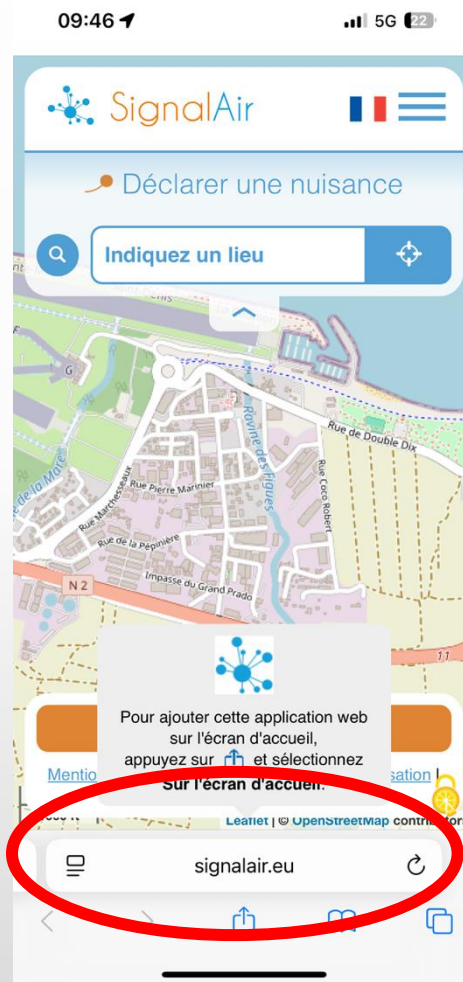 09:46
5G 22
SignalAir
Déclarer une nuisance
Indiquez un lieu
G
Rue de Double Dix
Ravine des Figues
Rue Coco Robert
Rue Pierre Marinier
Rue Marchesseaux
Rue de la Pépinière
Impasse du Grand Prado
N 2
11
Pour ajouter cette application web
sur l'écran d'accueil,
appuyez sur et sélectionnez
Sur l'écran d'accueil.
Leaflet | © OpenStreetMap
signalair.eu